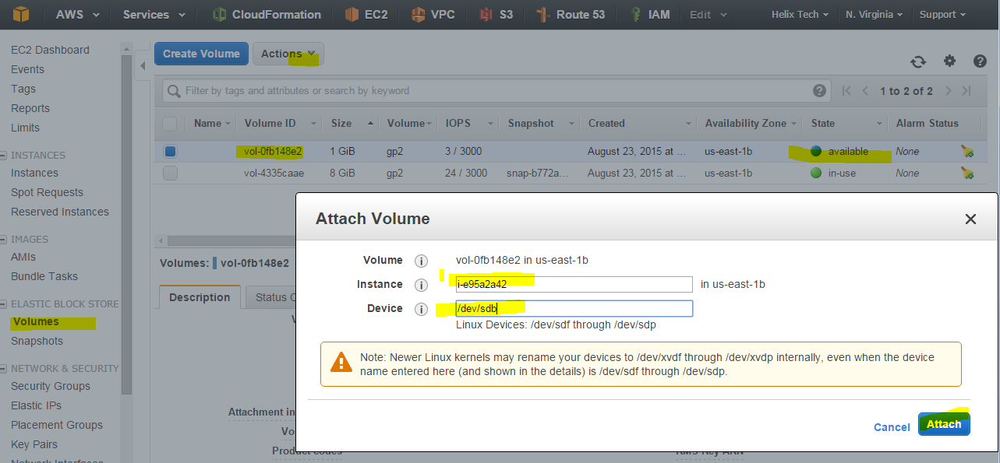 AWS Services CloudFormation EC2 VPC S3 Route 53 IAM Edit Helix Tech N. Virginia Support
EC2 Dashboard
Events
Tags
Reports
Limits
INSTANCES
Instances
Spot Requests
Reserved Instances
IMAGES
AMIs
Bundle Tasks
ELASTIC BLOCK STORE
Volumes
Snapshots
NETWORK & SECURITY
Security Groups
Elastic IPs
Placement Groups
Key Pairs
Network Interfaces
Create Volume Actions
Filter by tags and attributes or search by keyword 1 to 2 of 2
Name Volume ID Size Volume IOPS Snapshot Created Availability Zone State Alarm Status
vol-0fb148e2 1 GiB gp2 3 / 3000 August 23, 2015 at ... us-east-1b available None
vol-4335caae 8 GiB gp2 24 / 3000 snap-b772a... August 23, 2015 at ... us-east-1b in-use None
Volumes: vol-0fb148e2
Description Status C
Attachment in
Vo
Product codes
KMS Key ARN
Attach Volume
Volume vol-0fb148e2 in us-east-1b
Instance i-e95a2a42 in us-east-1b
Device /dev/sdb
Linux Devices: /dev/sdf through /dev/sdp
Note: Newer Linux kernels may rename your devices to /dev/xvdf through /dev/xvdp internally, even when the device
name entered here (and shown in the details) is /dev/sdf through /dev/sdp.
Cancel Attach